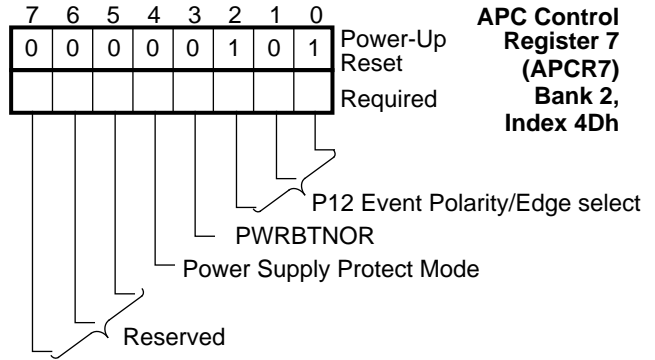 7 6 5 4 3 2 1 0
0 0 0 0 0 1 0 1
Power-Up
Reset
Required
APC Control
Register 7
(APCR7)
Bank 2,
Index 4Dh
P12 Event Polarity/Edge select
PWRBTNOR
Power Supply Protect Mode
Reserved